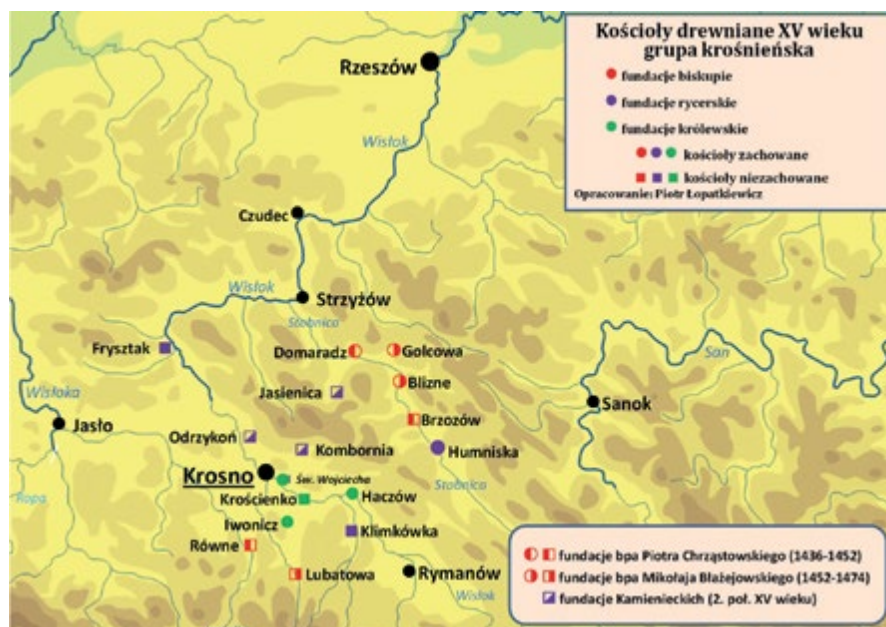 Kościoły drewniane XV wieku
grupa krośnieńska
fundacje biskupie
fundacje rycerskie
fundacje królewskie
kościoły zachowane
kościoły niezachowane
Opracowanie: Piotr Łopatkiewicz
Rzeszów
Wisłok
Czudec
Wisłok
Strzyżów
Stobnica
Frysztak
Domaradz
Golcowa
San
Blizne
Jasienica
Wisłoka
Sanok
Brzozów
Jasło
Odrzykoń
Kombornia
Humniska
Krosno
Św. Wojciecha
Stobnica
Ropa
Krościenko
Haczów
Iwonicz
Klimkówka
Równe
Lubatowa
Rymanów
Wisłok
fundacje bpa Piotra Chrząstowskiego (1436-1452)
fundacje bpa Mikołaja Błażejowskiego (1452-1474)
fundacje Kamienieckich (2. poł. XV wieku)